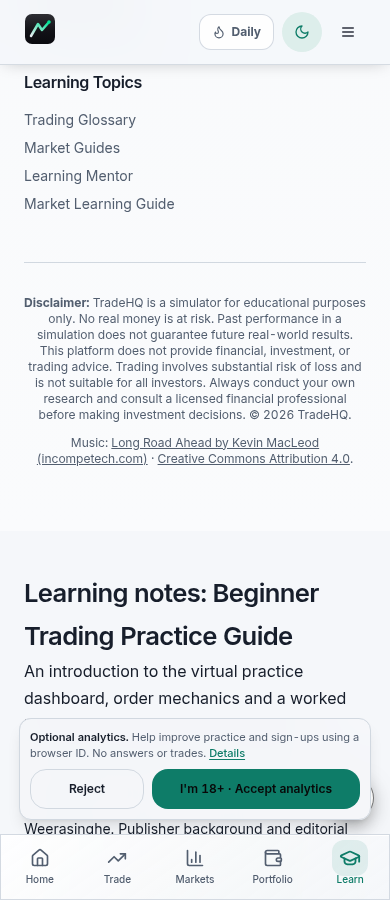 Daily
Learning Topics
Trading Glossary
Market Guides
Learning Mentor
Market Learning Guide
Disclaimer: TradeHQ is a simulator for educational purposes
only. No real money is at risk. Past performance in a
simulation does not guarantee future real-world results.
This platform does not provide financial, investment, or
trading advice. Trading involves substantial risk of loss and
is not suitable for all investors. Always conduct your own
research and consult a licensed financial professional
before making investment decisions. © 2026 TradeHQ.
Music: Long Road Ahead by Kevin MacLeod
(incompetech.com) · Creative Commons Attribution 4.0.
Learning notes: Beginner
Trading Practice Guide
An introduction to the virtual practice
dashboard, order mechanics and a worked
Optional analytics. Help improve practice and sign-ups using a
browser ID. No answers or trades. Details
Reject
I'm 18+ · Accept analytics
Weerasinghe. Publisher background and editorial
Home
Trade
Markets
Portfolio
Learn